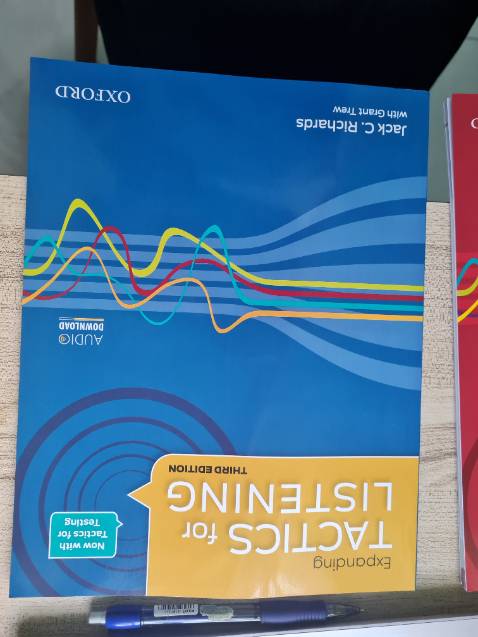 Expanding
TACTICS for
LISTENING
THIRD EDITION
Now with
Tactics for
Testing
AUDIO
DOWNLOAD
Jack C. Richards
with Grant Trew
OXFORD